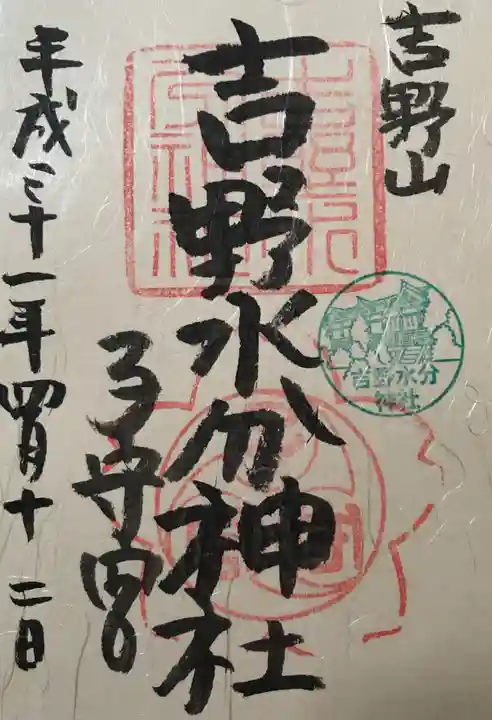 吉野山
吉野水分神社
子守宮
平成三十一年四月十二日
吉野水分
神社